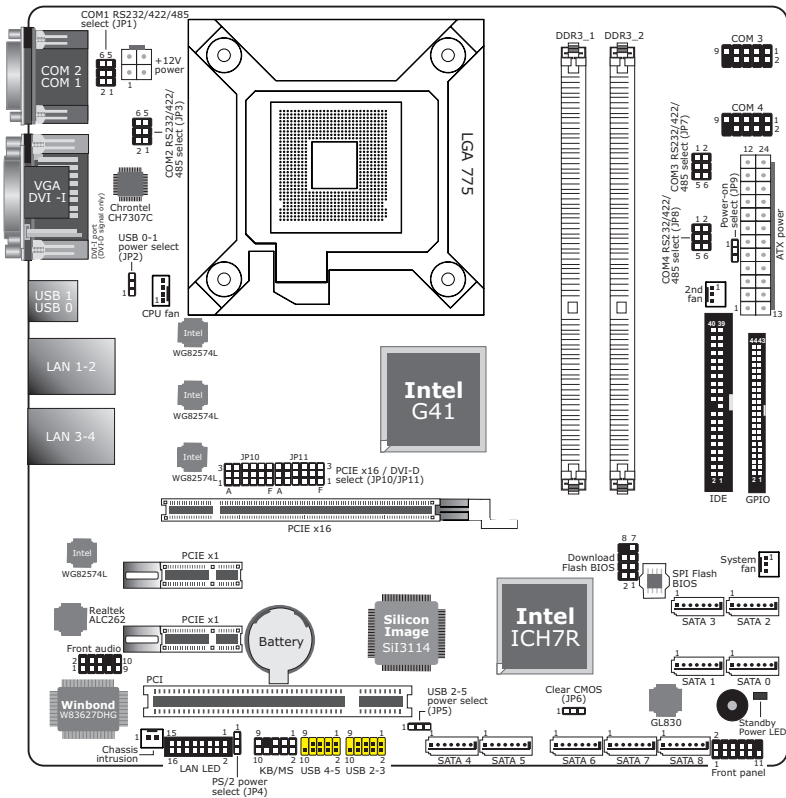 COM1 RS232/422/485
select (JP1)
6 5
2 1
+12V
power
1
COM 2
COM 1
6 5
2 1
COM2 RS232/422/
485 select (JP3)
VGA
DVI -I
DVI-I port
(DVI-D signal only)
Chrontel
CH7307C
USB 0-1
power select
(JP2)
1
1
CPU fan
USB 1
USB 0
LAN 1-2
LAN 3-4
LGA 775
DDR3_1
DDR3_2
COM 3
9
1
2
COM 4
9
1
2
COM3 RS232/422/
485 select (JP7)
1 2
5 6
COM4 RS232/422/
485 select (JP8)
1 2
5 6
Power-on
select (JP9)
1
12 24
ATX power
1
13
2nd
fan
1
40 39
2 1
IDE
44 43
2 1
GPIO
Intel
WG82574L
Intel
WG82574L
Intel
WG82574L
Intel
G41
JP10
JP11
3
1
A
F
A
F
3
1
PCIE x16 / DVI-D
select (JP10/JP11)
PCIE x16
Intel
WG82574L
PCIE x1
Realtek
ALC262
PCIE x1
Front audio
2
1
10
9
Battery
Silicon
Image
SiI3114
Intel
ICH7R
8 7
2 1
Download
Flash BIOS
SPI Flash
BIOS
System
fan
1
1
SATA 3
1
SATA 2
1
SATA 1
1
SATA 0
PCI
Winbond
W83627DHG
USB 2-5
power select
(JP5)
1
Clear CMOS
(JP6)
1
GL830
Standby
Power LED
1
Chassis
intrusion
15
1
16
2
LAN LED
1
PS/2 power
select (JP4)
9
1
10
2
KB/MS
9
1
10
2
USB 4-5
9
1
10
2
USB 2-3
1
SATA 4
1
SATA 5
1
SATA 6
1
SATA 7
1
SATA 8
2
1
11
Front panel